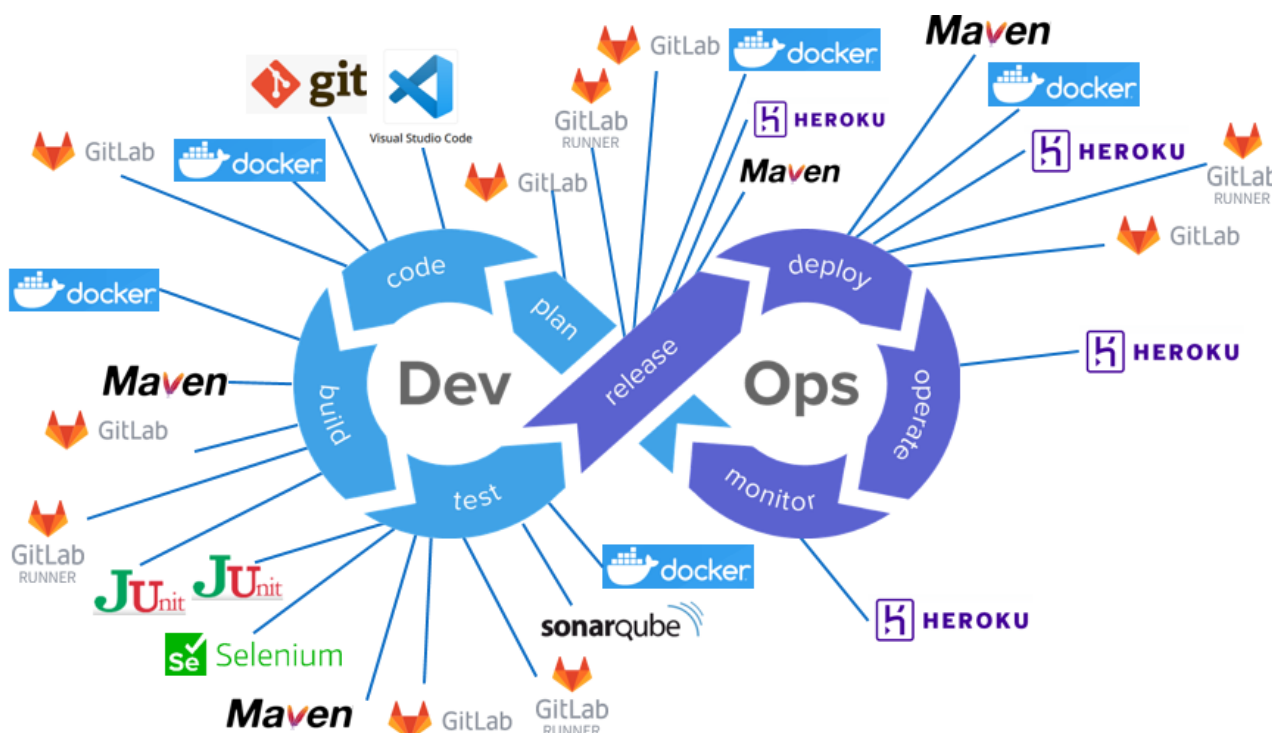 Maven
GitLab
docker
docker
git
GitLab
RUNNER
HEROKU
HEROKU
Visual Studio Code
GitLab
docker
Maven
GitLab
RUNNER
GitLab
GitLab
code
deploy
docker
plan
release
HEROKU
Maven
Dev
Ops
build
operate
GitLab
test
monitor
GitLab
RUNNER
JUnit
JUnit
docker
sonarqube
HEROKU
Selenium
Maven
GitLab
GitLab
RUNNER